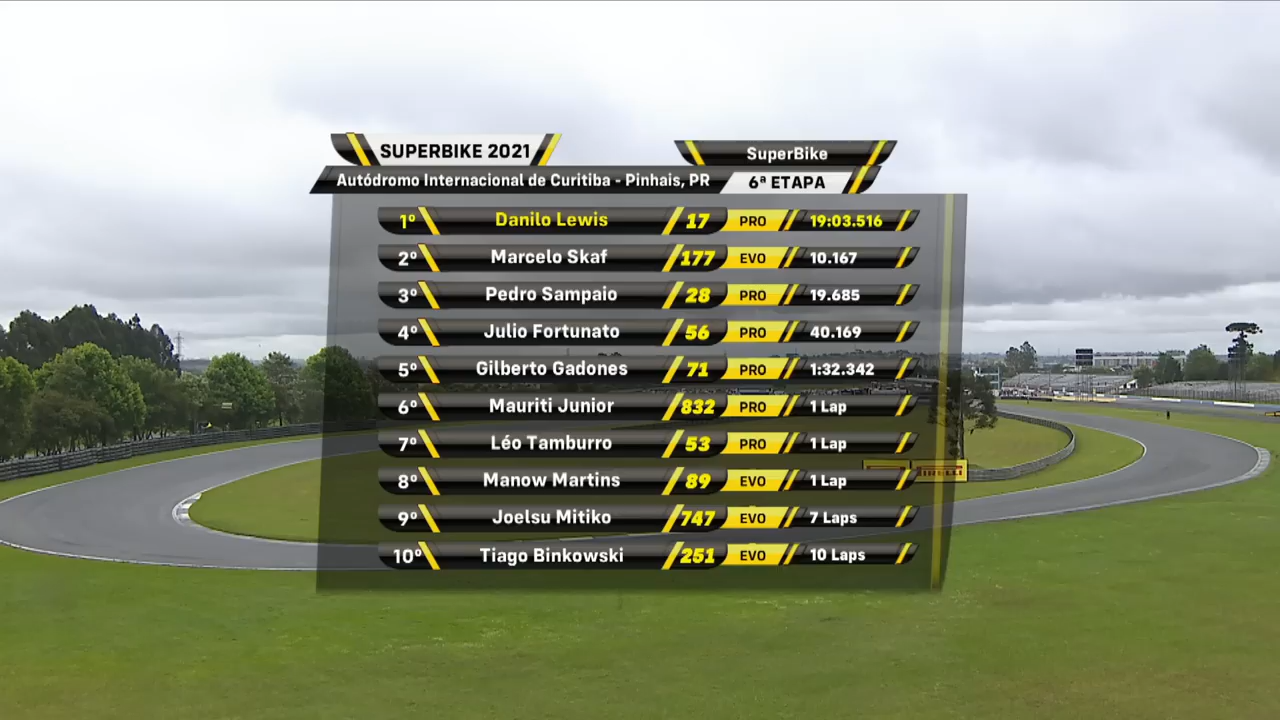 SUPERBIKE 2021
SuperBike
Autódromo Internacional de Curitiba - Pinhais, PR
6ª ETAPA
1º Danilo Lewis 17 PRO 19:03.516
2º Marcelo Skaf 177 EVO 10.167
3º Pedro Sampaio 28 PRO 19.685
4º Julio Fortunato 56 PRO 40.169
5º Gilberto Gadones 71 PRO 1:32.342
6º Mauriti Junior 832 PRO 1 Lap
7º Léo Tamburro 53 PRO 1 Lap
8º Manow Martins 89 EVO 1 Lap
PIRELLI
9º Joelsu Mitiko 747 EVO 7 Laps
10º Tiago Binkowski 251 EVO 10 Laps